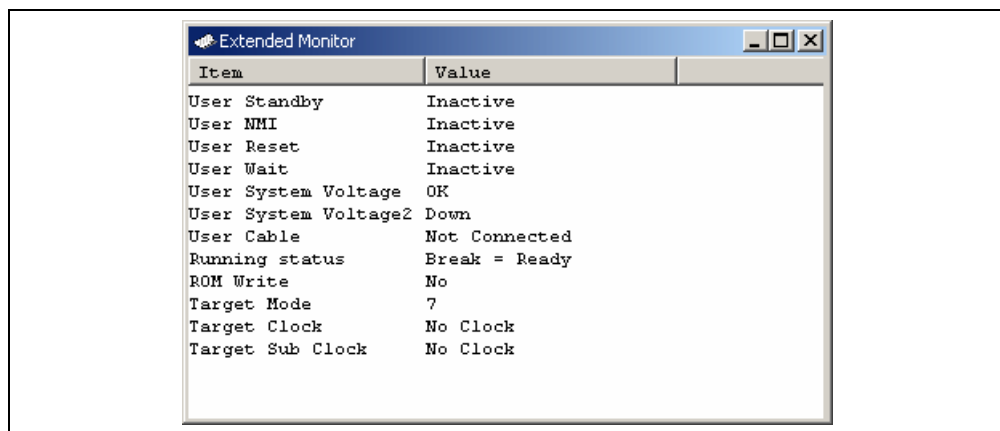 Extended Monitor
Item Value
User Standby Inactive
User NMI Inactive
User Reset Inactive
User Wait Inactive
User System Voltage OK
User System Voltage2 Down
User Cable Not Connected
Running status Break = Ready
ROM Write No
Target Mode 7
Target Clock No Clock
Target Sub Clock No Clock